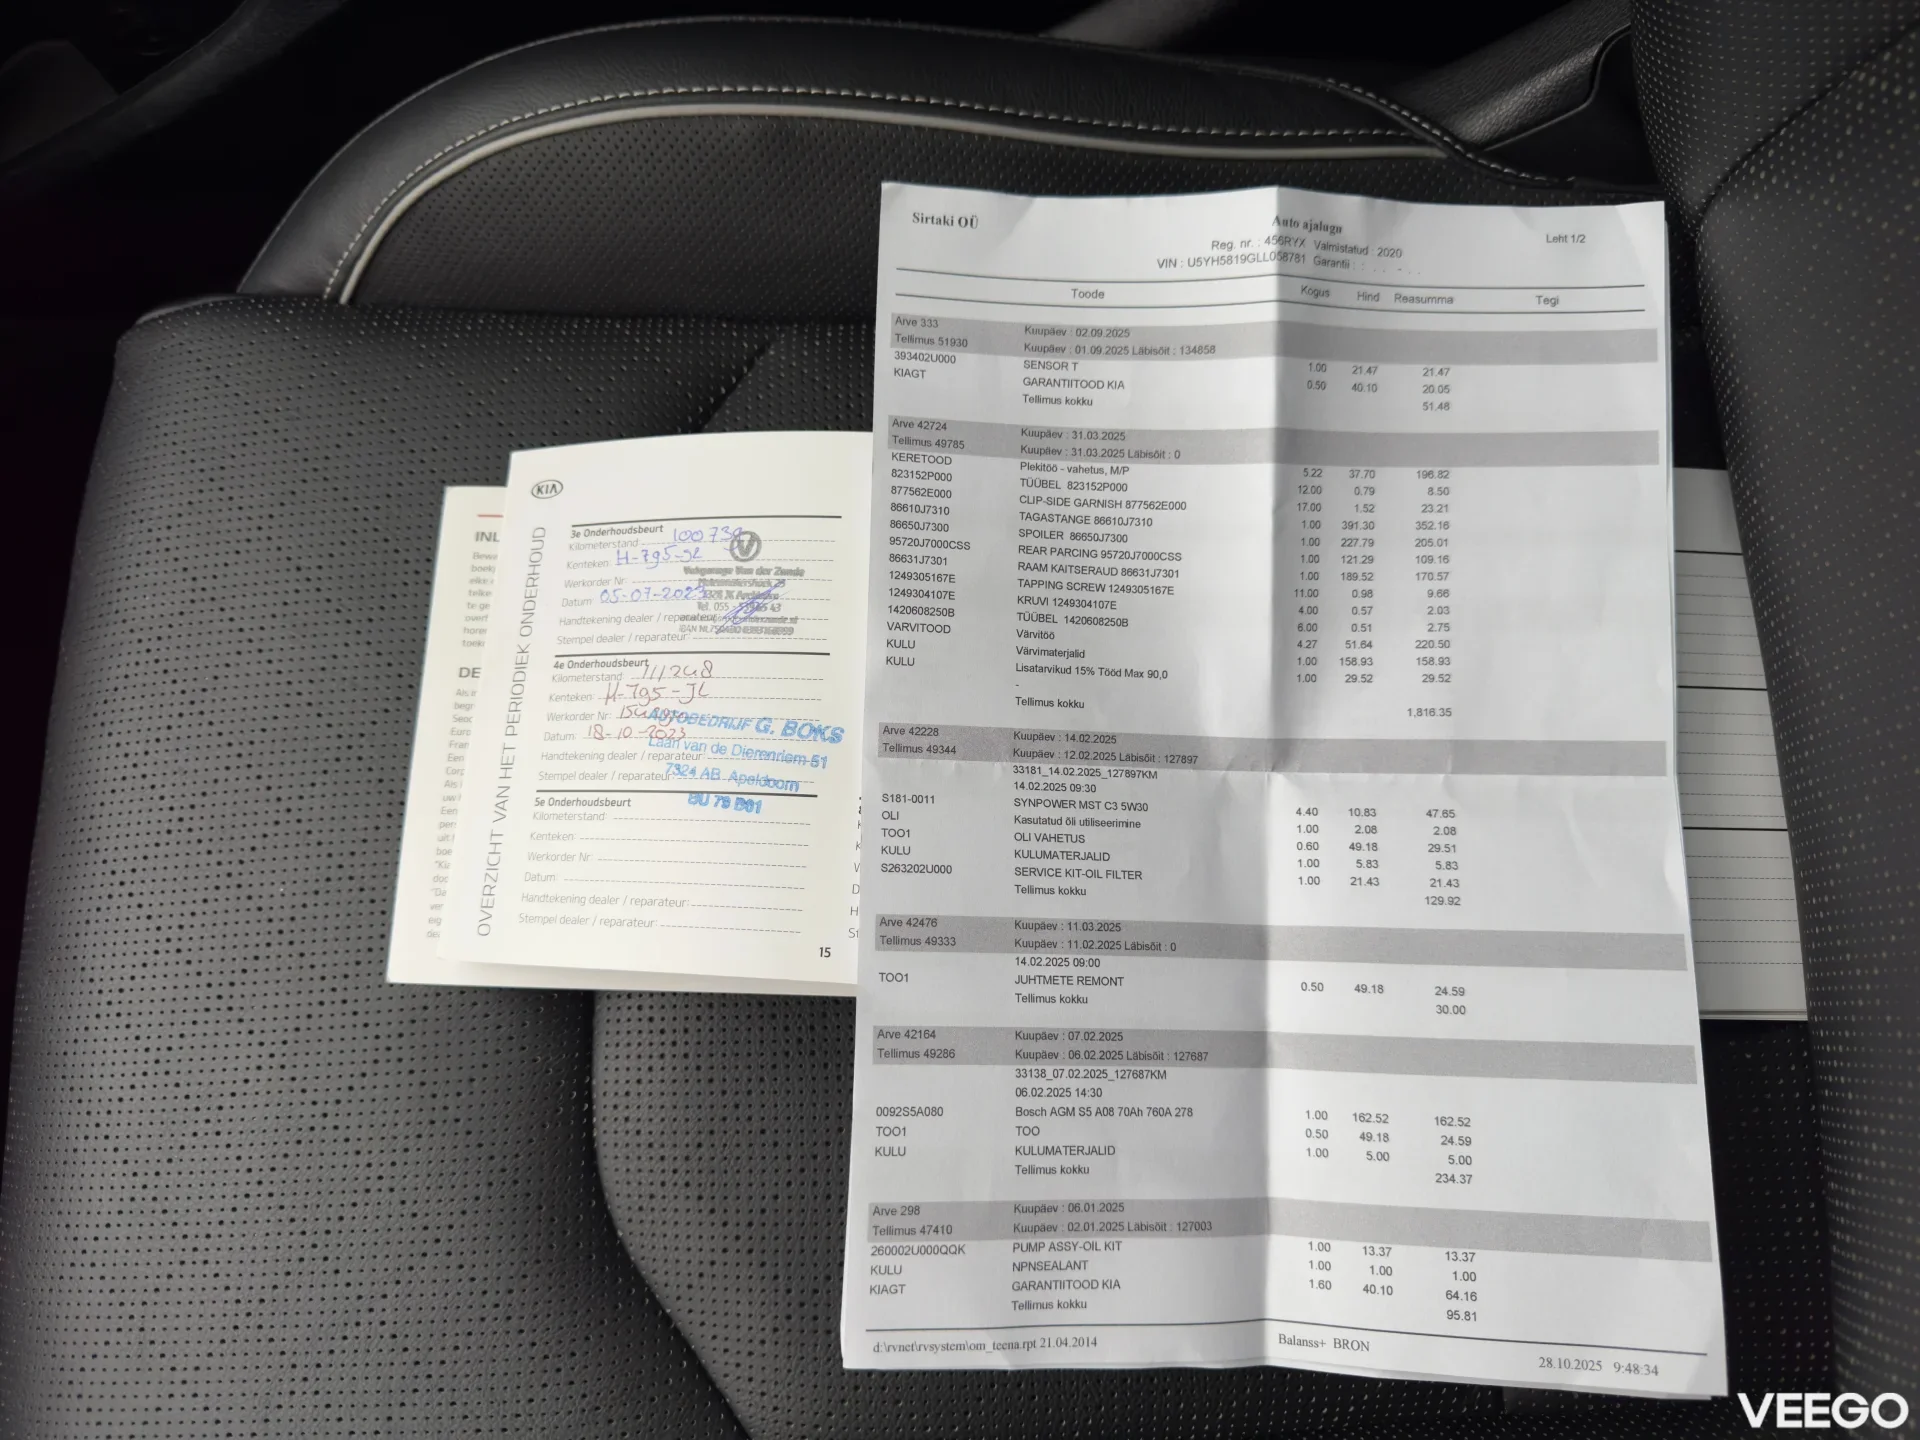 Sirtaki OÜ
Auto ajalugu
Leht 1/2
Reg. nr. : 456RYX Valmistatud : 2020
VIN : U5YH5819GLL058781 Garantii : . . - . .
Toode Kogus Hind Reasumma Tegi
Arve 333 Kuupäev : 02.09.2025
Tellimus 51930 Kuupäev : 01.09.2025 Läbisõit : 134858
393402U000 SENSOR T 1.00 21.47 21.47
KIAGT GARANTIITOOD KIA 0.50 40.10 20.05
Tellimus kokku 51.46
Arve 42724 Kuupäev : 31.03.2025
Tellimus 49785 Kuupäev : 31.03.2025 Läbisõit : 0
KERETOOD Plekitöö - vahetus, M/P 5.22 37.70 196.82
823152P000 TÜÜBEL 823152P000 12.00 0.79 8.50
877562E000 CLIP-SIDE GARNISH 877562E000 17.00 1.52 23.21
86610J7310 TAGASTANGE 86610J7310 1.00 391.30 352.16
86650J7300 SPOILER 86650J7300 1.00 227.79 205.01
95720J7000CSS REAR PARCING 95720J7000CSS 1.00 121.29 109.16
86631J7301 RAAM KAITSERAUD 86631J7301 1.00 189.52 170.57
1249305167E TAPPING SCREW 1249305167E 11.00 0.98 9.66
1249304107E KRUVI 1249304107E 4.00 0.57 2.03
1420608250B TÜÜBEL 1420608250B 6.00 0.51 2.75
VARVITOOD Värvitöö 4.27 51.64 220.50
KULU Värvimaterjalid 1.00 158.93 158.93
KULU Lisatarvikud 15% Tööd Max 90,0 1.00 29.52 29.52
-
Tellimus kokku 1,816.35
Arve 42228 Kuupäev : 14.02.2025
Tellimus 49344 Kuupäev : 12.02.2025 Läbisõit : 127897
33181_14.02.2025_127897KM
14.02.2025 09:30
S181-0011 SYNPOWER MST C3 5W30 4.40 10.83 47.65
OLI Kasutatud õli utiliseerimine 1.00 2.08 2.08
TOO1 OLI VAHETUS 0.60 49.18 29.51
KULU KULUMATERJALID 1.00 5.83 5.83
S263202U000 SERVICE KIT-OIL FILTER 1.00 21.43 21.43
Tellimus kokku 129.92
Arve 42476 Kuupäev : 11.03.2025
Tellimus 49333 Kuupäev : 11.02.2025 Läbisõit : 0
14.02.2025 09:00
TOO1 JUHTMETE REMONT 0.50 49.18 24.59
Tellimus kokku 30.00
Arve 42164 Kuupäev : 07.02.2025
Tellimus 49286 Kuupäev : 06.02.2025 Läbisõit : 127687
33138_07.02.2025_127687KM
06.02.2025 14:30
0092S5A080 Bosch AGM S5 A08 70Ah 760A 278 1.00 162.52 162.52
TOO1 TOO 0.50 49.18 24.59
KULU KULUMATERJALID 1.00 5.00 5.00
Tellimus kokku 234.37
Arve 298 Kuupäev : 06.01.2025
Tellimus 47410 Kuupäev : 02.01.2025 Läbisõit : 127003
260002U000QQK PUMP ASSY-OIL KIT 1.00 13.37 13.37
KULU NPNSEALANT 1.00 1.00 1.00
KIAGT GARANTIITOOD KIA 1.60 40.10 64.16
Tellimus kokku 95.81
d:\rvnet\rvsystem\om_teena.rpt 21.04.2014
Balanss+ BRON
28.10.2025 9:48:34
KIA
OVERZICHT VAN HET PERIODIEK ONDERHOUD
3e Onderhoudsbeurt
Kilometerstand
Kenteken: H-795-JL
Werkorder Nr:
Datum: 05-07-2023
Handtekening dealer / reparateur:
Stempel dealer / reparateur:
4e Onderhoudsbeurt
Kilometerstand 111248
Kenteken: H-795-JL
Werkorder Nr:
Datum: 18-10-2023
Handtekening dealer / reparateur:
Stempel dealer / reparateur:
AUTOBEDRIJF G. BOKS
Laan van de Dierenriem 51
7324 AB Apeldoorn
5e Onderhoudsbeurt
Kilometerstand:
Kenteken:
Werkorder Nr:
Datum:
Handtekening dealer / reparateur:
Stempel dealer / reparateur:
15
VEEGO